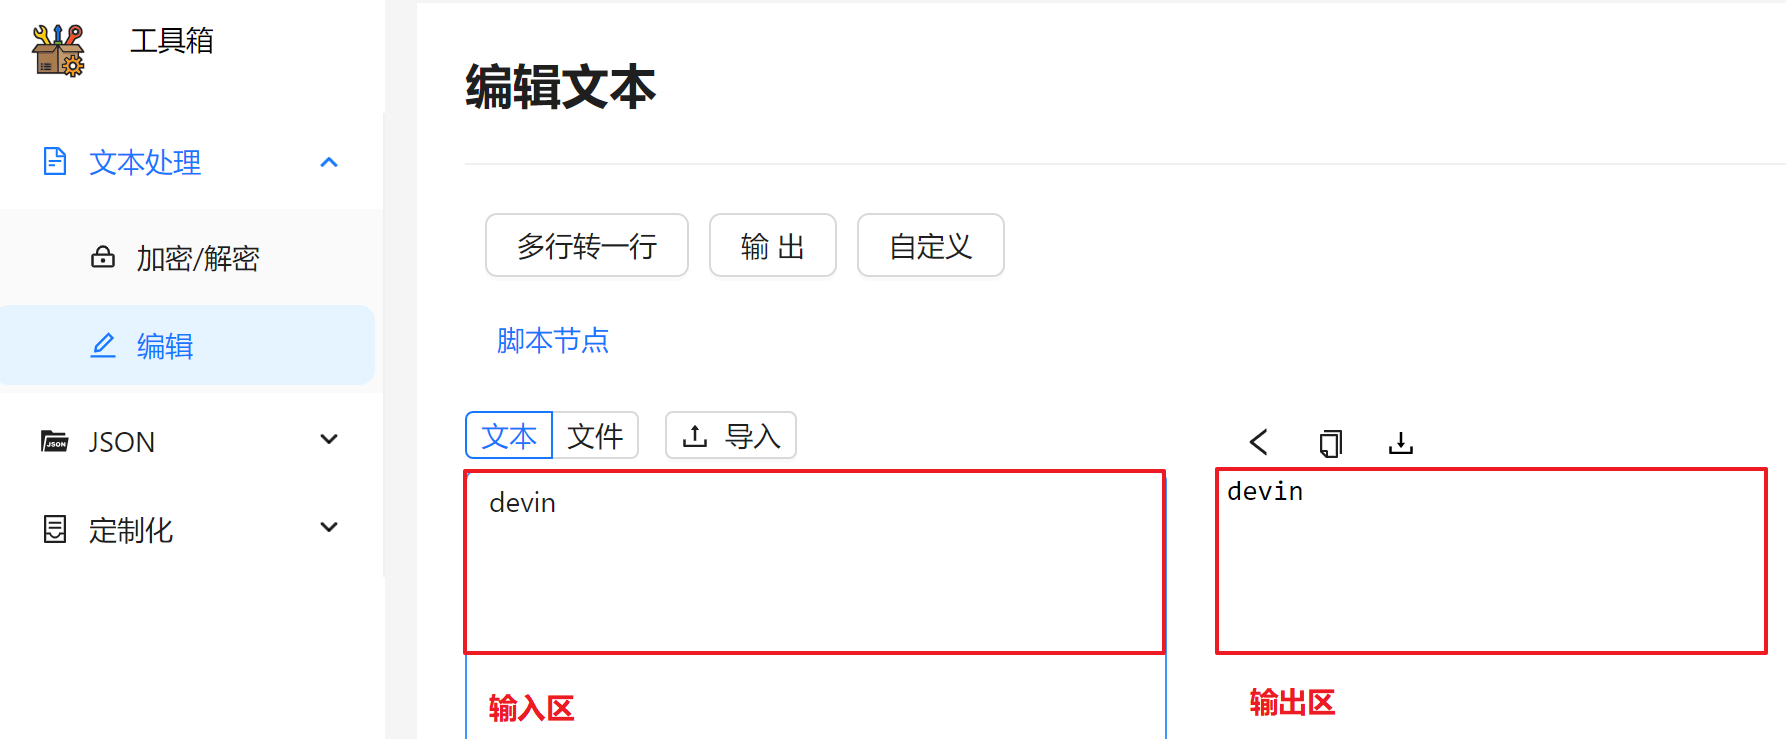 工具箱
文本处理
加密/解密
编辑
JSON
JSON
定制化
编辑文本
多行转一行
输 出
自定义
脚本节点
文本
文件
导入
devin
输入区
devin
输出区